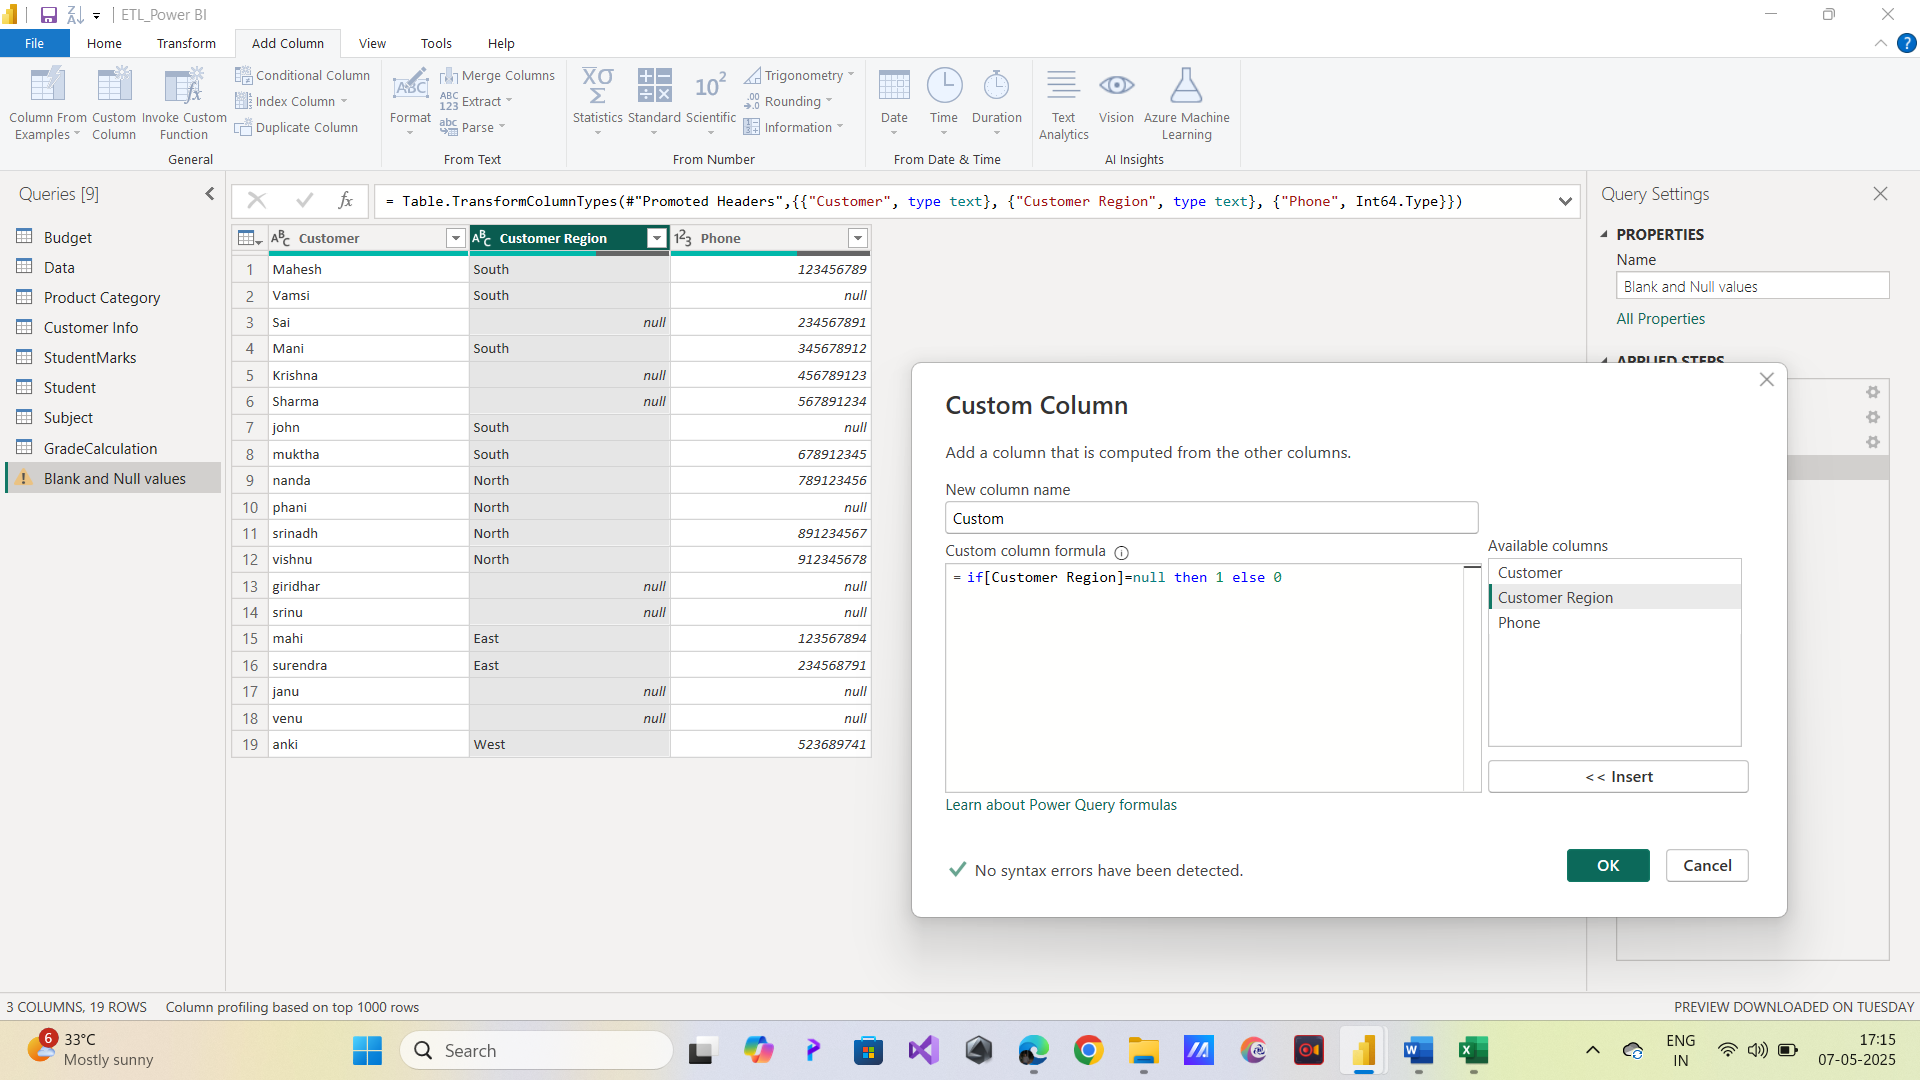 ETL_Power BI
File
Home
Transform
Add Column
View
Tools
Help
Column From Examples
Custom Column
Invoke Custom Function
Conditional Column
Index Column
Duplicate Column
General
Format
Merge Columns
Extract
Parse
From Text
Statistics
Standard
Scientific
Trigonometry
Rounding
Information
From Number
Date
Time
Duration
From Date & Time
Text Analytics
Vision
Azure Machine Learning
AI Insights
Queries [9]
Budget
Data
Product Category
Customer Info
StudentMarks
Student
Subject
GradeCalculation
Blank and Null values
= Table.TransformColumnTypes(#"Promoted Headers",{{"Customer", type text}, {"Customer Region", type text}, {"Phone", Int64.Type}})
Customer Customer Region Phone
1 Mahesh South 123456789
2 Vamsi South null
3 Sai null 234567891
4 Mani South 345678912
5 Krishna null 456789123
6 Sharma null 567891234
7 john South null
8 muktha South 678912345
9 nanda North 789123456
10 phani North null
11 srinadh North 891234567
12 vishnu North 912345678
13 giridhar null null
14 srinu null null
15 mahi East 123567894
16 surendra East 234568791
17 janu null null
18 venu null null
19 anki West 523689741
Query Settings
PROPERTIES
Name
Blank and Null values
All Properties
APPLIED STEPS
Custom Column
Add a column that is computed from the other columns.
New column name
Custom
Custom column formula
= if[Customer Region]=null then 1 else 0
Available columns
Customer
Customer Region
Phone
<< Insert
Learn about Power Query formulas
No syntax errors have been detected.
OK
Cancel
3 COLUMNS, 19 ROWS
Column profiling based on top 1000 rows
PREVIEW DOWNLOADED ON TUESDAY
6
33°C
Mostly sunny
Search
ENG
IN
17:15
07-05-2025